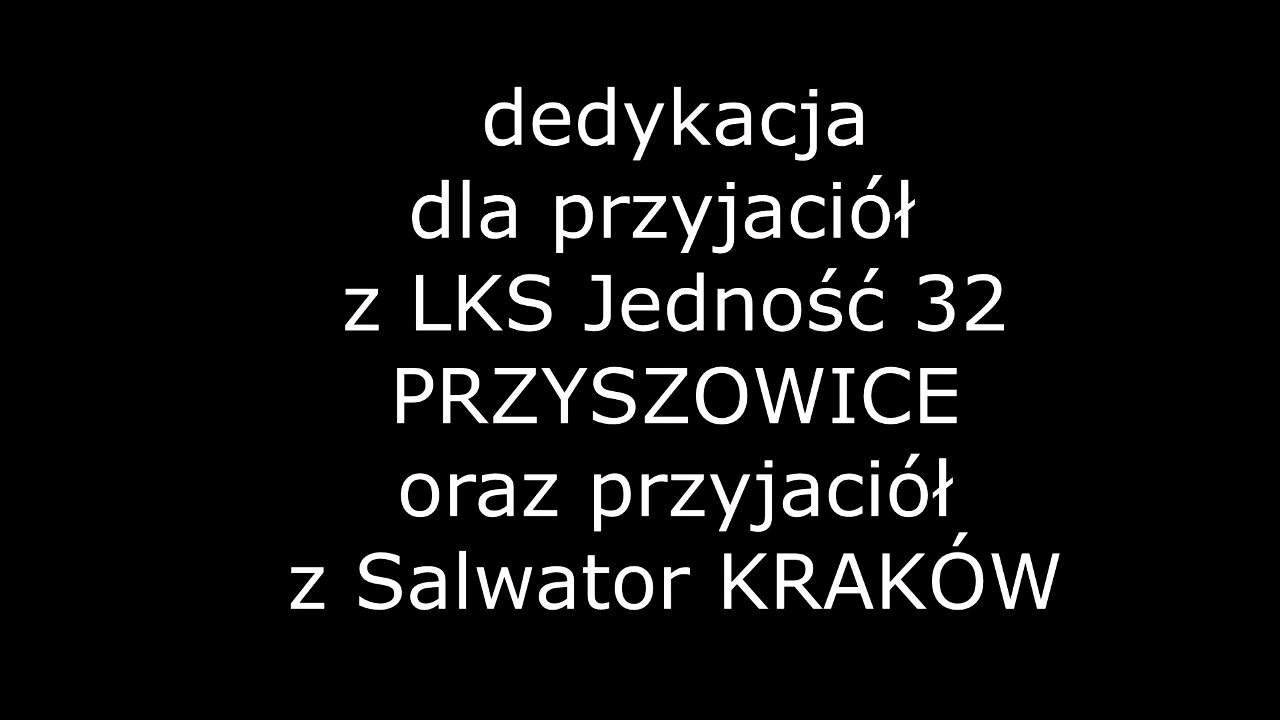 dedykacja
dla przyjaciół
z LKS Jedność 32
PRZYSZOWICE
oraz przyjaciół
z Salwator KRAKÓW